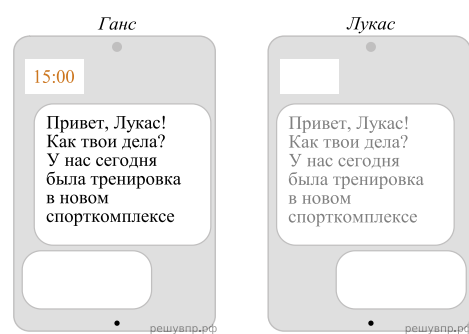 Ганс
15:00
Привет, Лукас!
Как твои дела?
У нас сегодня
была тренировка
в новом
спорткомплексе
решувпр.рф
Лукас
Привет, Лукас!
Как твои дела?
У нас сегодня
была тренировка
в новом
спорткомплексе
решувпр.рф